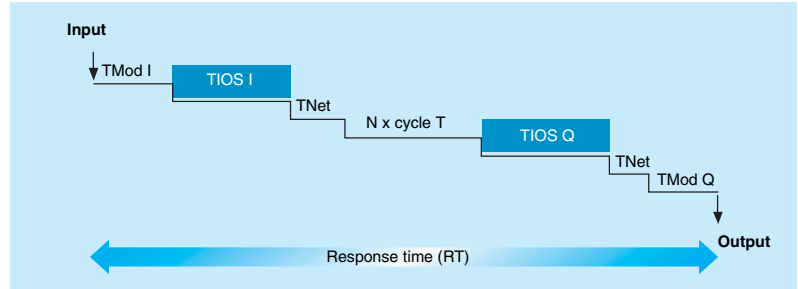 Input
TMod I
TIOS I
TNet
N x cycle T
TIOS Q
TNet
TMod Q
Output
Response time (RT)